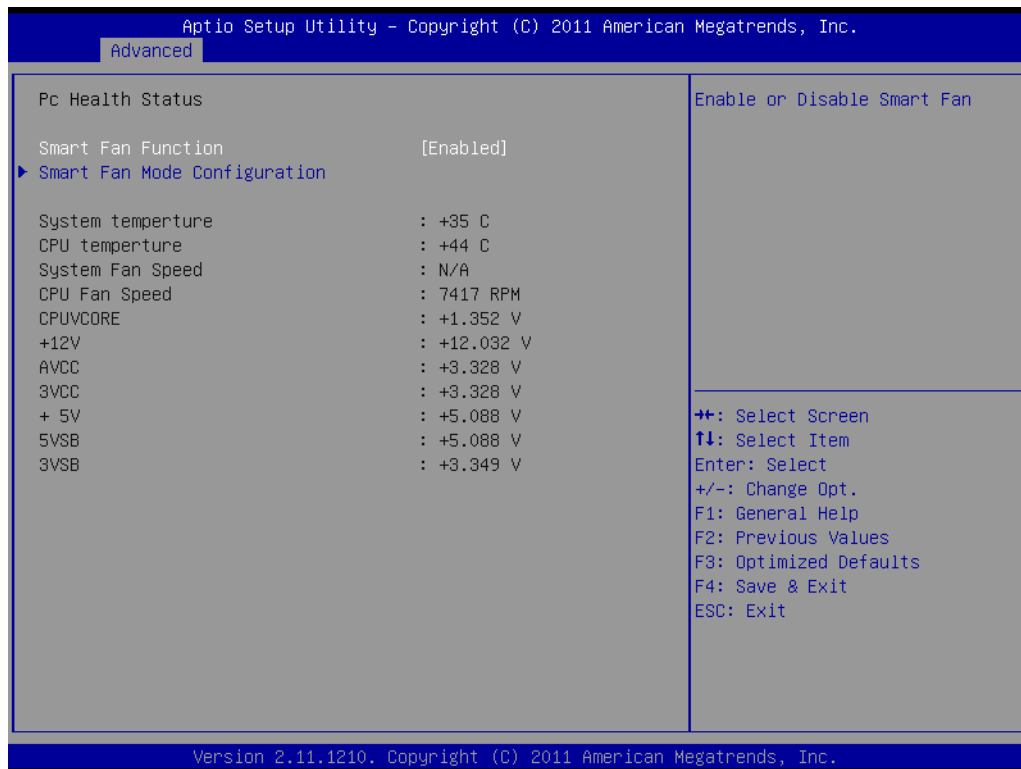 Aptio Setup Utility – Copyright (C) 2011 American Megatrends, Inc.
Advanced
Pc Health Status
Smart Fan Function [Enabled]
Smart Fan Mode Configuration
System temperture : +35 C
CPU temperture : +44 C
System Fan Speed : N/A
CPU Fan Speed : 7417 RPM
CPUVCORE : +1.352 V
+12V : +12.032 V
AVCC : +3.328 V
3VCC : +3.328 V
+ 5V : +5.088 V
5VSB : +5.088 V
3VSB : +3.349 V
Enable or Disable Smart Fan
→←: Select Screen
↑↓: Select Item
Enter: Select
+/-: Change Opt.
F1: General Help
F2: Previous Values
F3: Optimized Defaults
F4: Save & Exit
ESC: Exit
Version 2.11.1210. Copyright (C) 2011 American Megatrends, Inc.